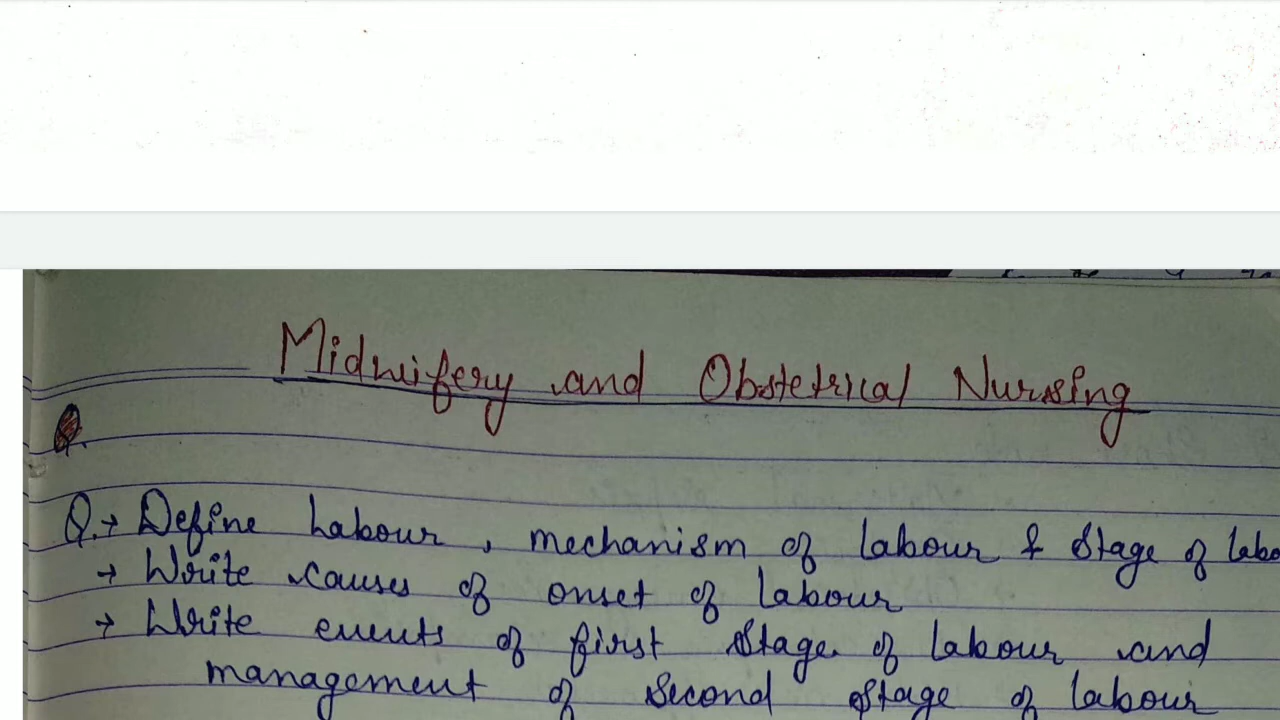 Midwifery and Obstetrical Nursing
Q.
Q.→ Define Labour, mechanism of labour & Stage of labo
→ Write causes of onset of labour
→ Write events of first stage of labour and
management of second stage of labour